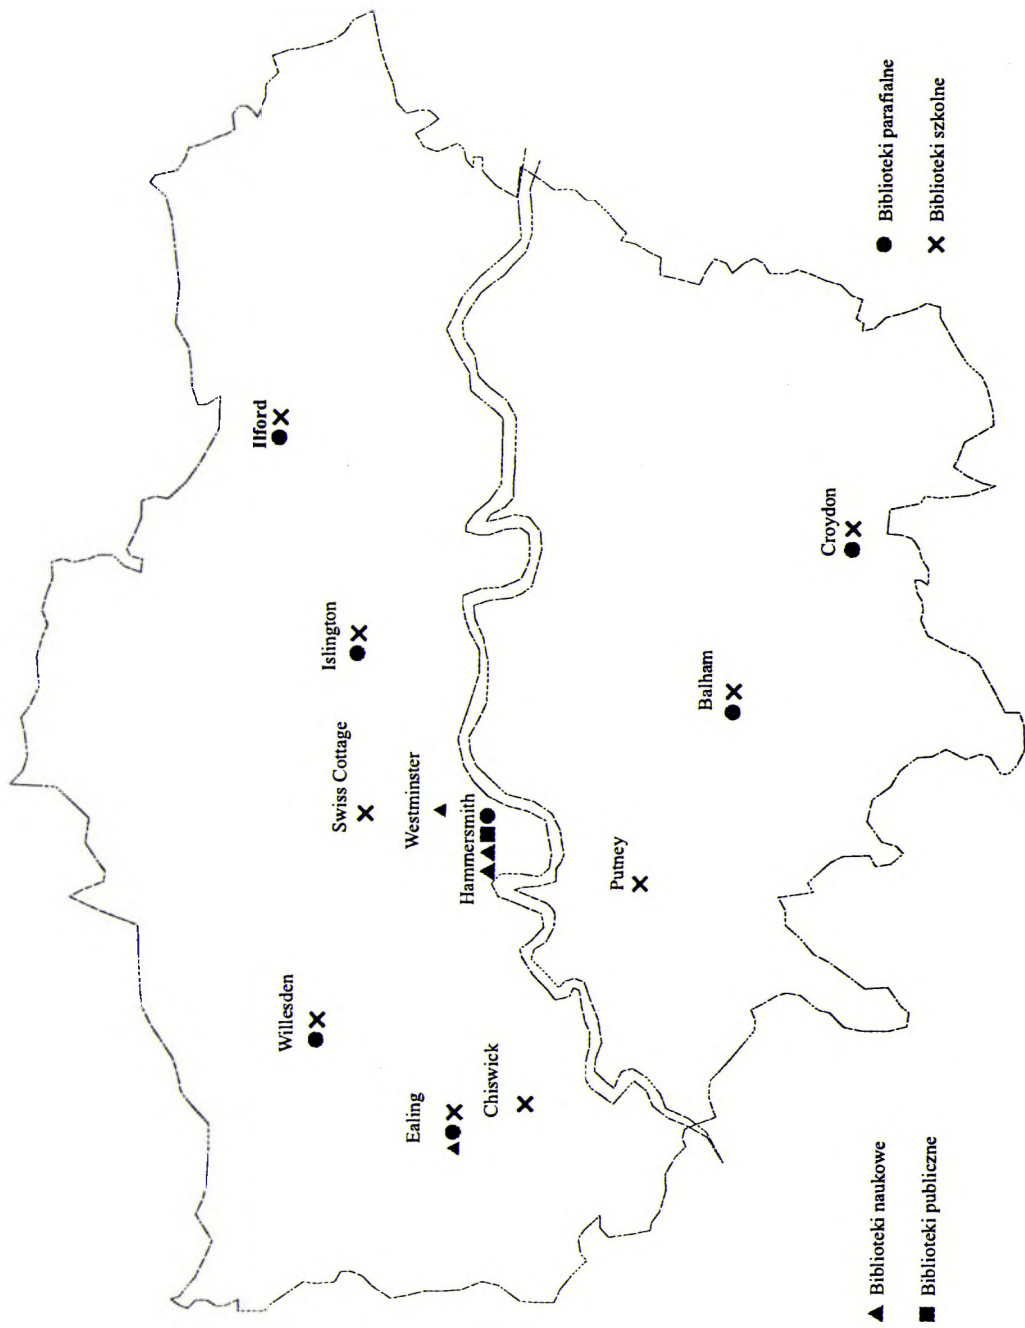 Ilford
Islington
Swiss Cottage
Westminster
Hammersmith
Willesden
Ealing
Chiswick
Putney
Balham
Croydon
Biblioteki naukowe
Biblioteki publiczne
Biblioteki parafialne
Biblioteki szkolne